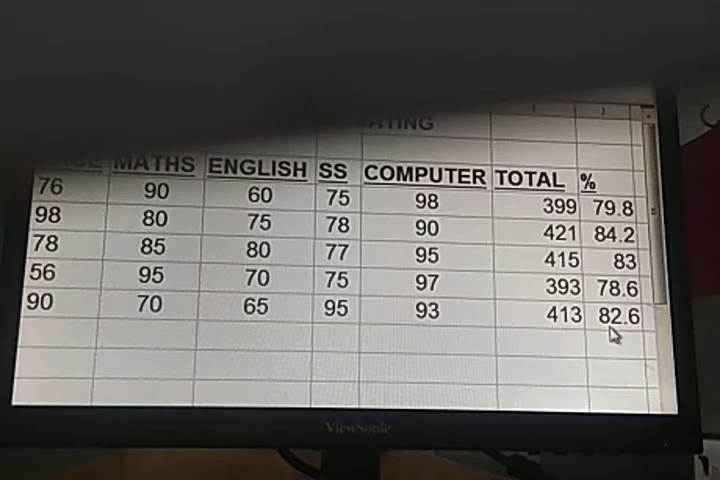 MATHS ENGLISH SS COMPUTER TOTAL %
76 90 60 75 98 399 79.8
98 80 75 78 90 421 84.2
78 85 80 77 95 415 83
56 95 70 75 97 393 78.6
90 70 65 95 93 413 82.6
ViewSonic